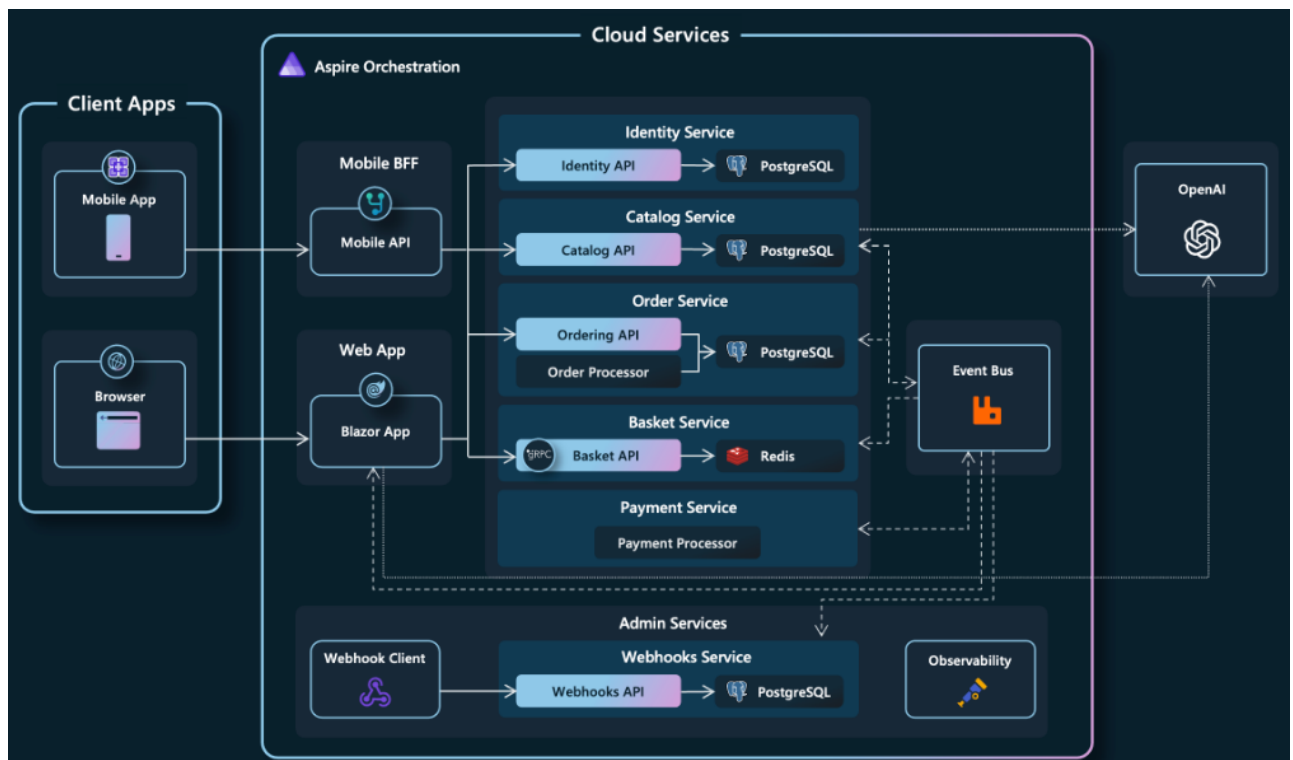 Cloud Services
Aspire Orchestration
Client Apps
Mobile App
Browser
Mobile BFF
Mobile API
Web App
Blazor App
Identity Service
Identity API
PostgreSQL
Catalog Service
Catalog API
PostgreSQL
Order Service
Ordering API
Order Processor
PostgreSQL
Basket Service
gRPC
Basket API
Redis
Payment Service
Payment Processor
Event Bus
OpenAI
Admin Services
Webhook Client
Webhooks Service
Webhooks API
PostgreSQL
Observability